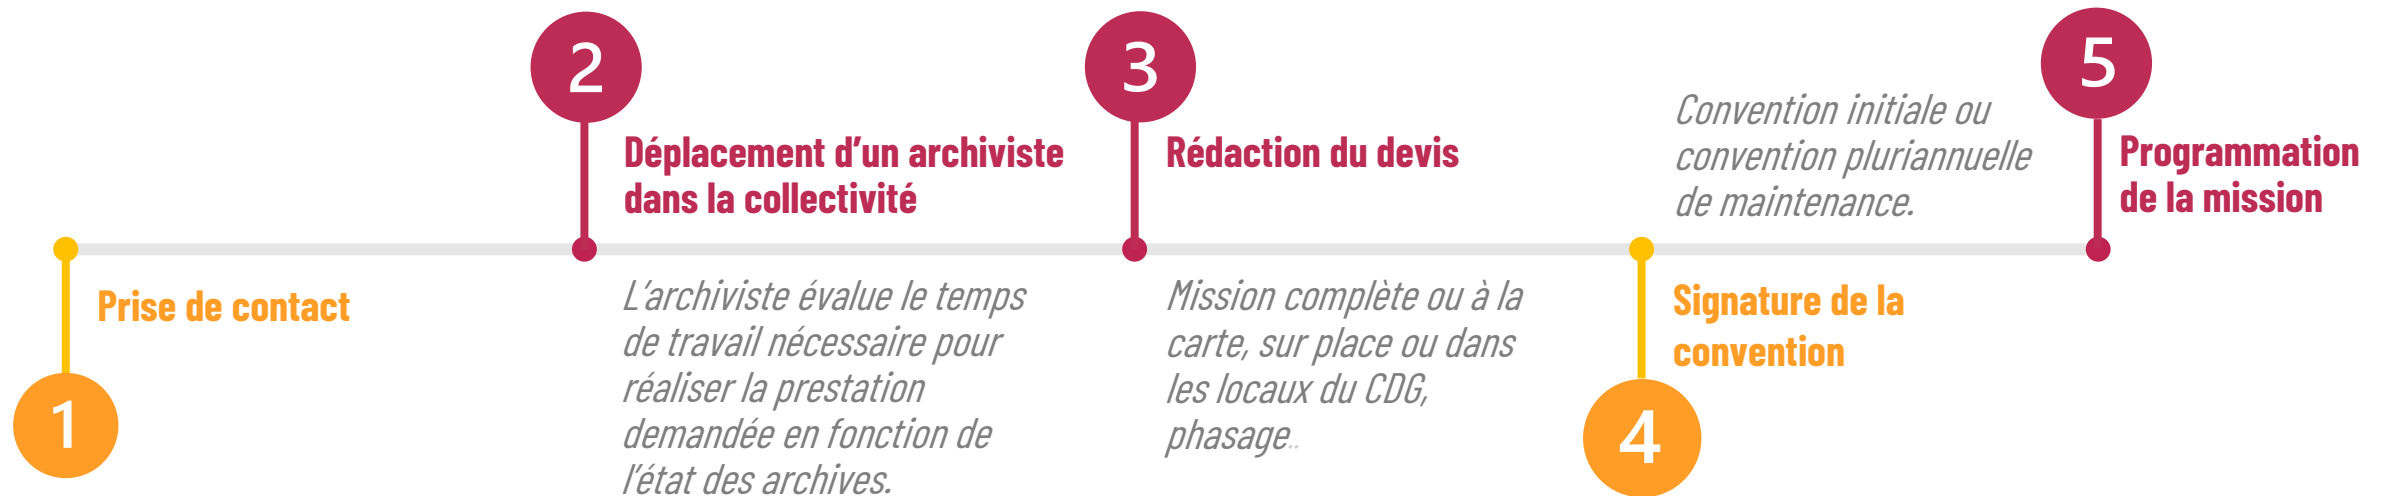 1
Prise de contact
2
Déplacement d’un archiviste
dans la collectivité
L’archiviste évalue le temps
de travail nécessaire pour
réaliser la prestation
demandée en fonction de
l’état des archives.
3
Rédaction du devis
Mission complète ou à la
carte, sur place ou dans
les locaux du CDG,
phasage..
4
Signature de la
convention
Convention initiale ou
convention pluriannuelle
de maintenance.
5
Programmation
de la mission